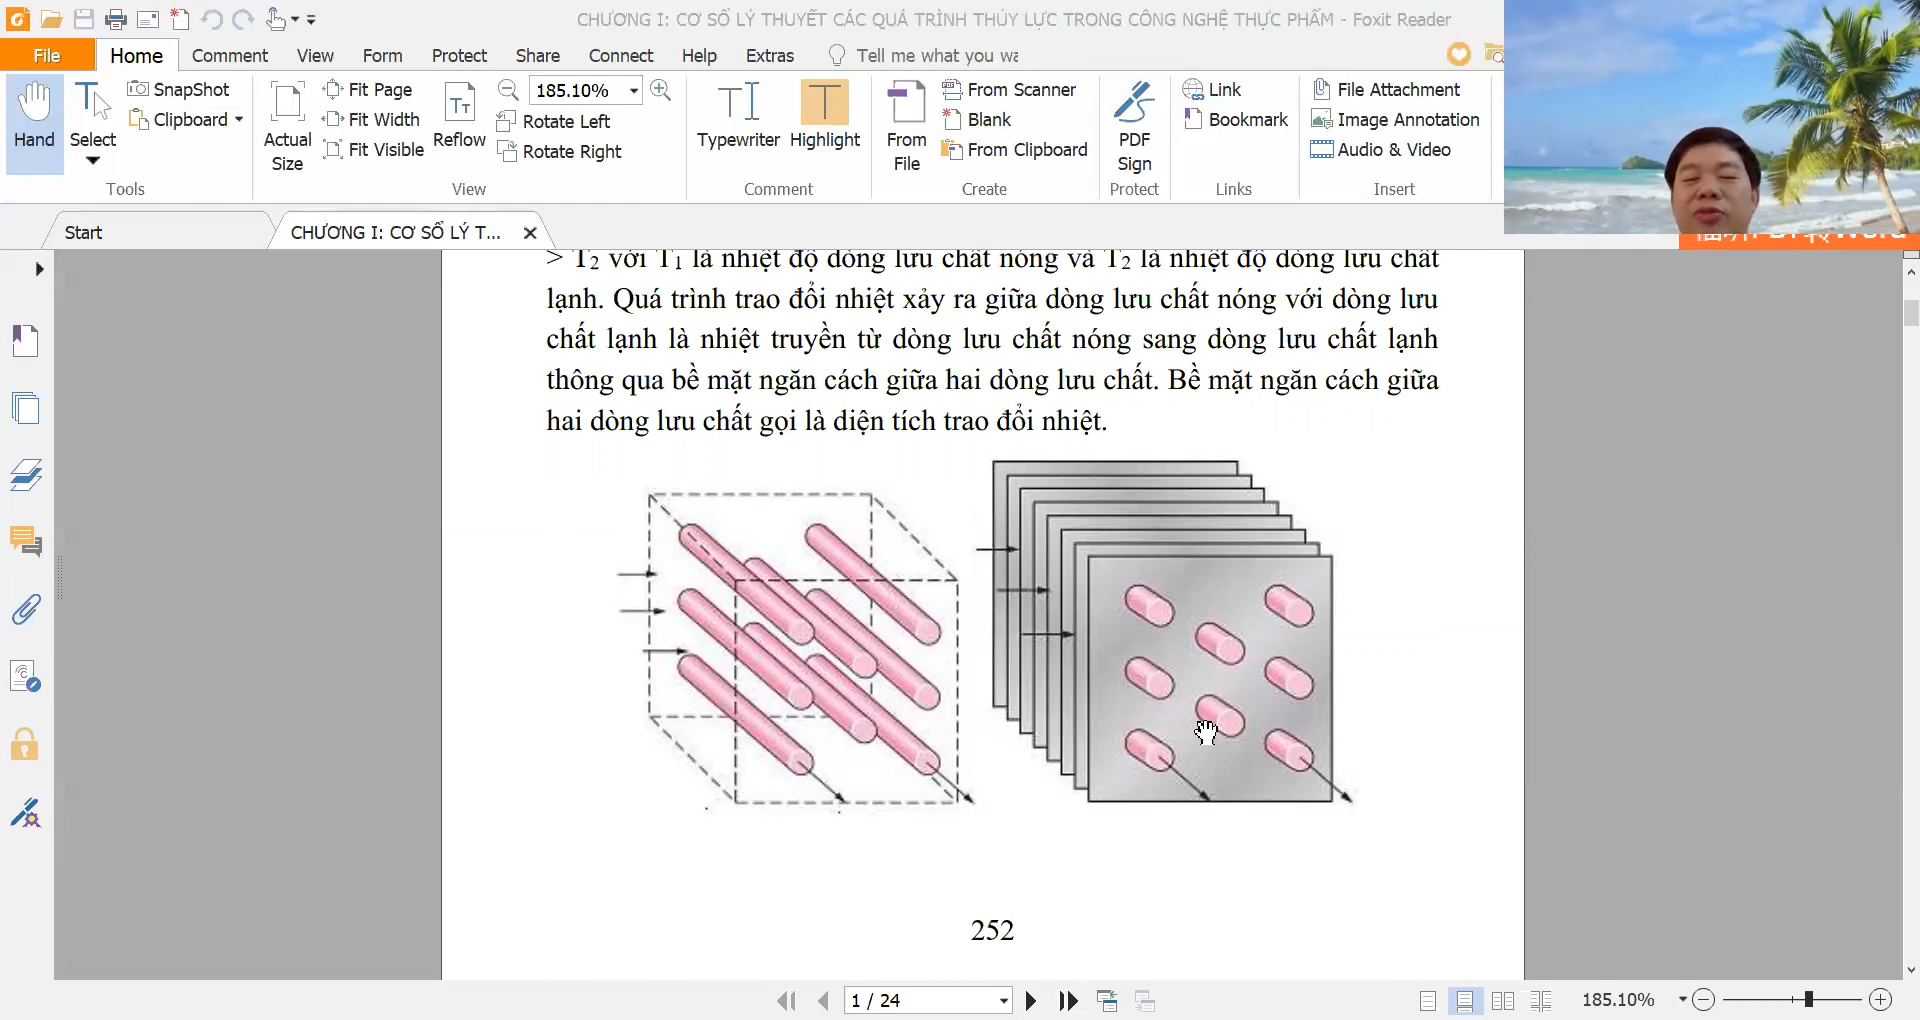 CHƯƠNG I: CƠ SỞ LÝ THUYẾT CÁC QUÁ TRÌNH THỦY LỰC TRONG CÔNG NGHỆ THỰC PHẨM - Foxit Reader
File Home Comment View Form Protect Share Connect Help Extras Tell me what you wa
Hand
Select
SnapShot
Clipboard
Tools
Actual Size
Fit Page
Fit Width
Fit Visible
Reflow
185.10%
Rotate Left
Rotate Right
View
Typewriter
Highlight
Comment
From File
From Scanner
Blank
From Clipboard
Create
PDF Sign
Protect
Link
Bookmark
Links
File Attachment
Image Annotation
Audio & Video
Insert
Start
CHƯƠNG I: CƠ SỞ LÝ T...
> T₂ với T₁ là nhiệt độ dòng lưu chất nóng và T₂ là nhiệt độ dòng lưu chất
lạnh. Quá trình trao đổi nhiệt xảy ra giữa dòng lưu chất nóng với dòng lưu
chất lạnh là nhiệt truyền từ dòng lưu chất nóng sang dòng lưu chất lạnh
thông qua bề mặt ngăn cách giữa hai dòng lưu chất. Bề mặt ngăn cách giữa
hai dòng lưu chất gọi là diện tích trao đổi nhiệt.
252
1 / 24
185.10%